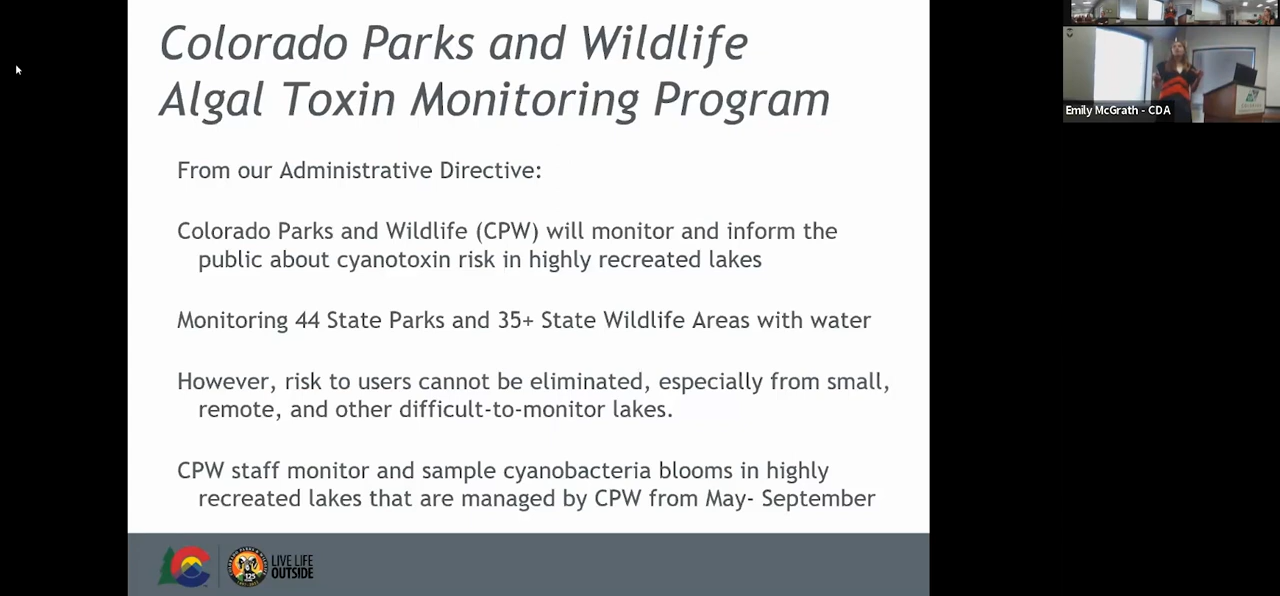 Colorado Parks and Wildlife
Algal Toxin Monitoring Program
From our Administrative Directive:
Colorado Parks and Wildlife (CPW) will monitor and inform the
public about cyanotoxin risk in highly recreated lakes
Monitoring 44 State Parks and 35+ State Wildlife Areas with water
However, risk to users cannot be eliminated, especially from small,
remote, and other difficult-to-monitor lakes.
CPW staff monitor and sample cyanobacteria blooms in highly
recreated lakes that are managed by CPW from May- September
LIVE LIFE
OUTSIDE
125
Emily McGrath - CDA